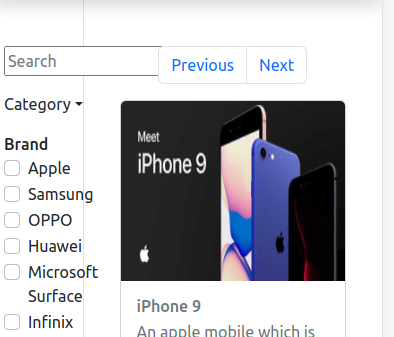 Search
Previous
Next
Category
Brand
Apple
Samsung
OPPO
Huawei
Microsoft
Surface
Infinix
Meet
iPhone 9
iPhone 9
An apple mobile which is